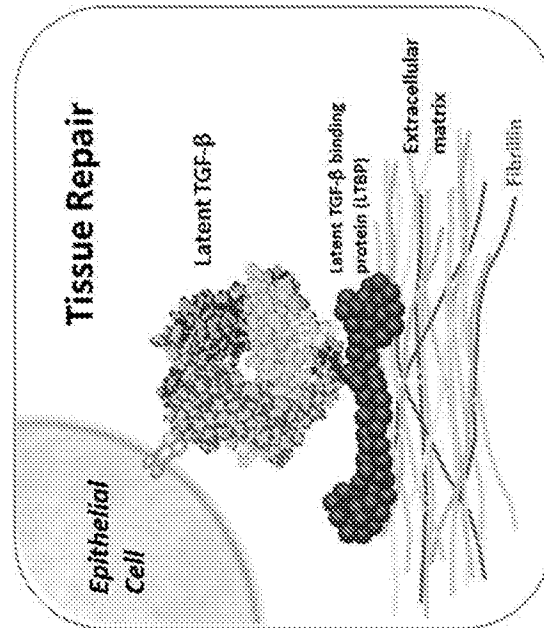 Tissue Repair
Epithelial
Cell
Latent TGF-β
Latent TGF-β binding
protein (LTBP)
Extracellular
matrix
Fibrillin